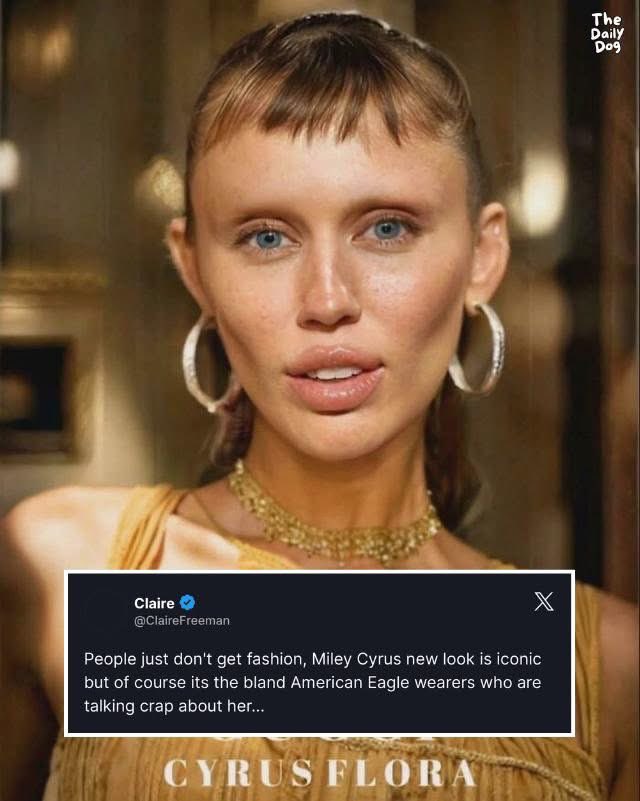 The
Daily
Dog
Claire
@ClaireFreeman
People just don't get fashion, Miley Cyrus new look is iconic
but of course its the bland American Eagle wearers who are
talking crap about her...
CYRUS FLORA